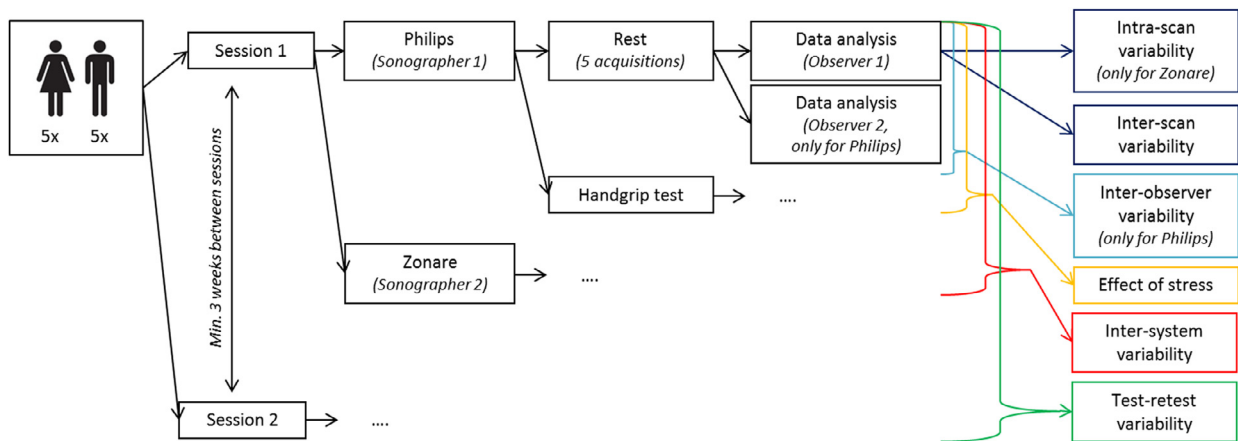 5x 5x
Session 1
Min. 3 weeks between sessions
Session 2
....
Philips
(Sonographer 1)
Zonare
(Sonographer 2)
....
Rest
(5 acquisitions)
Handgrip test
....
Data analysis
(Observer 1)
Data analysis
(Observer 2,
only for Philips)
Intra-scan
variability
(only for Zonare)
Inter-scan
variability
Inter-observer
variability
(only for Philips)
Effect of stress
Inter-system
variability
Test-retest
variability